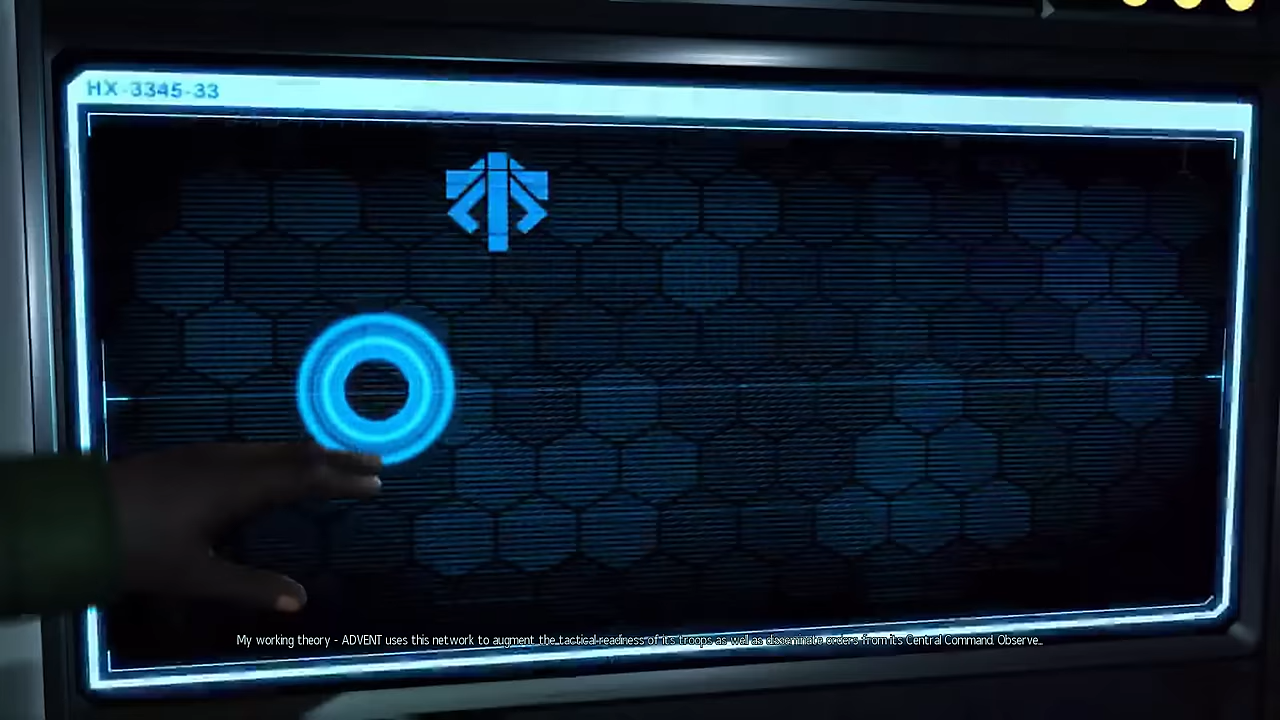 HX-3345-33
My working theory - ADVENT uses this network to augment the tactical readiness of its troops as well as disseminate orders from its Central Command. Observe...